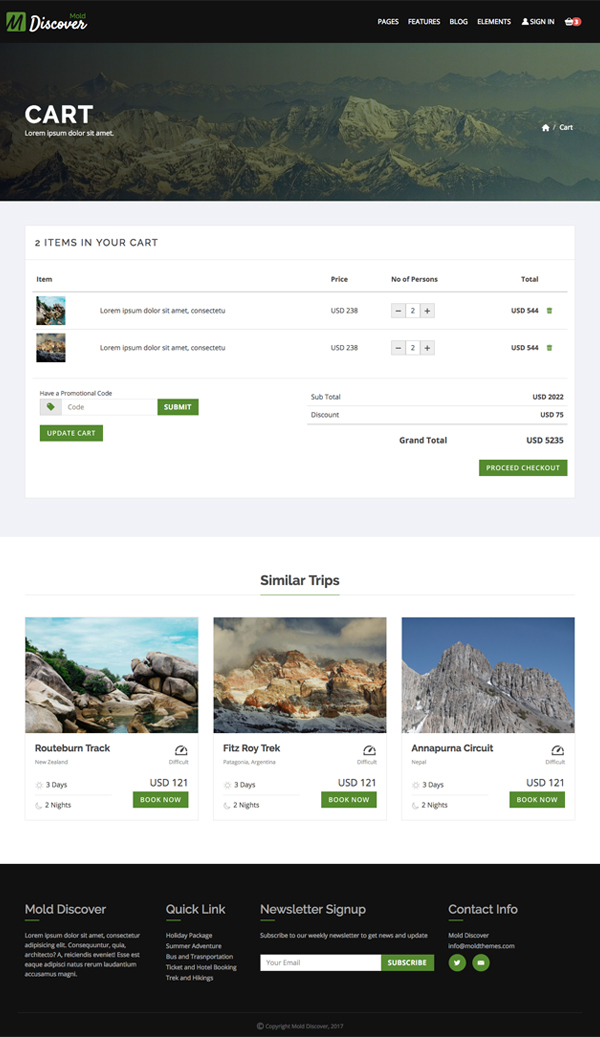 M Mold Discover
PAGES FEATURES BLOG ELEMENTS SIGN IN 3
CART
Lorem ipsum dolor sit amet.
/ Cart
2 ITEMS IN YOUR CART
Item Price No of Persons Total
Lorem ipsum dolor sit amet, consectetu USD 238 − 2 + USD 544
Lorem ipsum dolor sit amet, consectetu USD 238 − 2 + USD 544
Have a Promotional Code
Code SUBMIT
UPDATE CART
Sub Total USD 2022
Discount USD 75
Grand Total USD 5235
PROCEED CHECKOUT
Similar Trips
Routeburn Track
New Zealand Difficult
3 Days USD 121
2 Nights BOOK NOW
Fitz Roy Trek
Patagonia, Argentina Difficult
3 Days USD 121
2 Nights BOOK NOW
Annapurna Circuit
Nepal Difficult
3 Days USD 121
2 Nights BOOK NOW
Mold Discover
Lorem ipsum dolor sit amet, consectetur
adipisicing elit. Consequuntur, quia,
architecto? A, reiciendis eveniet! Esse est
eaque adipisci natus rerum laudantium
accusamus magni.
Quick Link
Holiday Package
Summer Adventure
Bus and Trasnportation
Ticket and Hotel Booking
Trek and Hikings
Newsletter Signup
Subscribe to our weekly newsletter to get news and update
Your Email SUBSCRIBE
Contact Info
Mold Discover
info@moldthemes.com
© Copyright Mold Discover, 2017